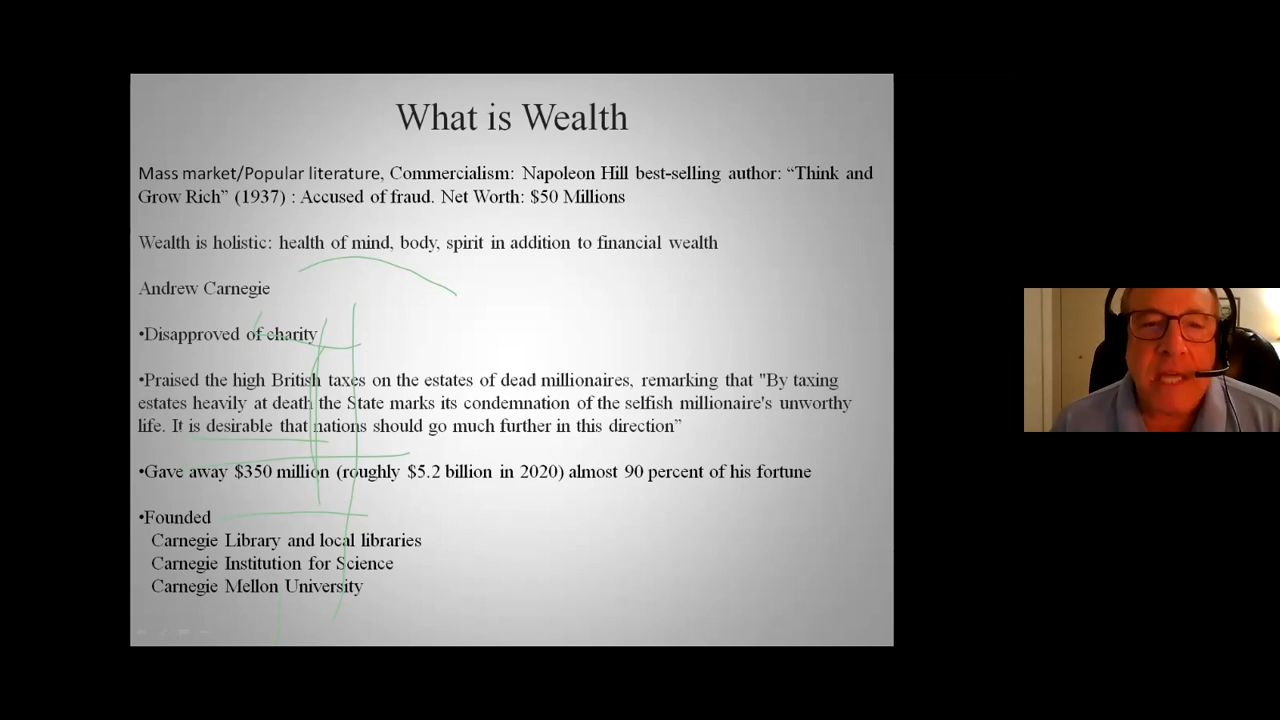 What is Wealth
Mass market/Popular literature, Commercialism: Napoleon Hill best-selling author: “Think and
Grow Rich” (1937) : Accused of fraud. Net Worth: $50 Millions
Wealth is holistic: health of mind, body, spirit in addition to financial wealth
Andrew Carnegie
•Disapproved of charity
•Praised the high British taxes on the estates of dead millionaires, remarking that "By taxing
estates heavily at death the State marks its condemnation of the selfish millionaire's unworthy
life. It is desirable that nations should go much further in this direction”
•Gave away $350 million (roughly $5.2 billion in 2020) almost 90 percent of his fortune
•Founded
Carnegie Library and local libraries
Carnegie Institution for Science
Carnegie Mellon University